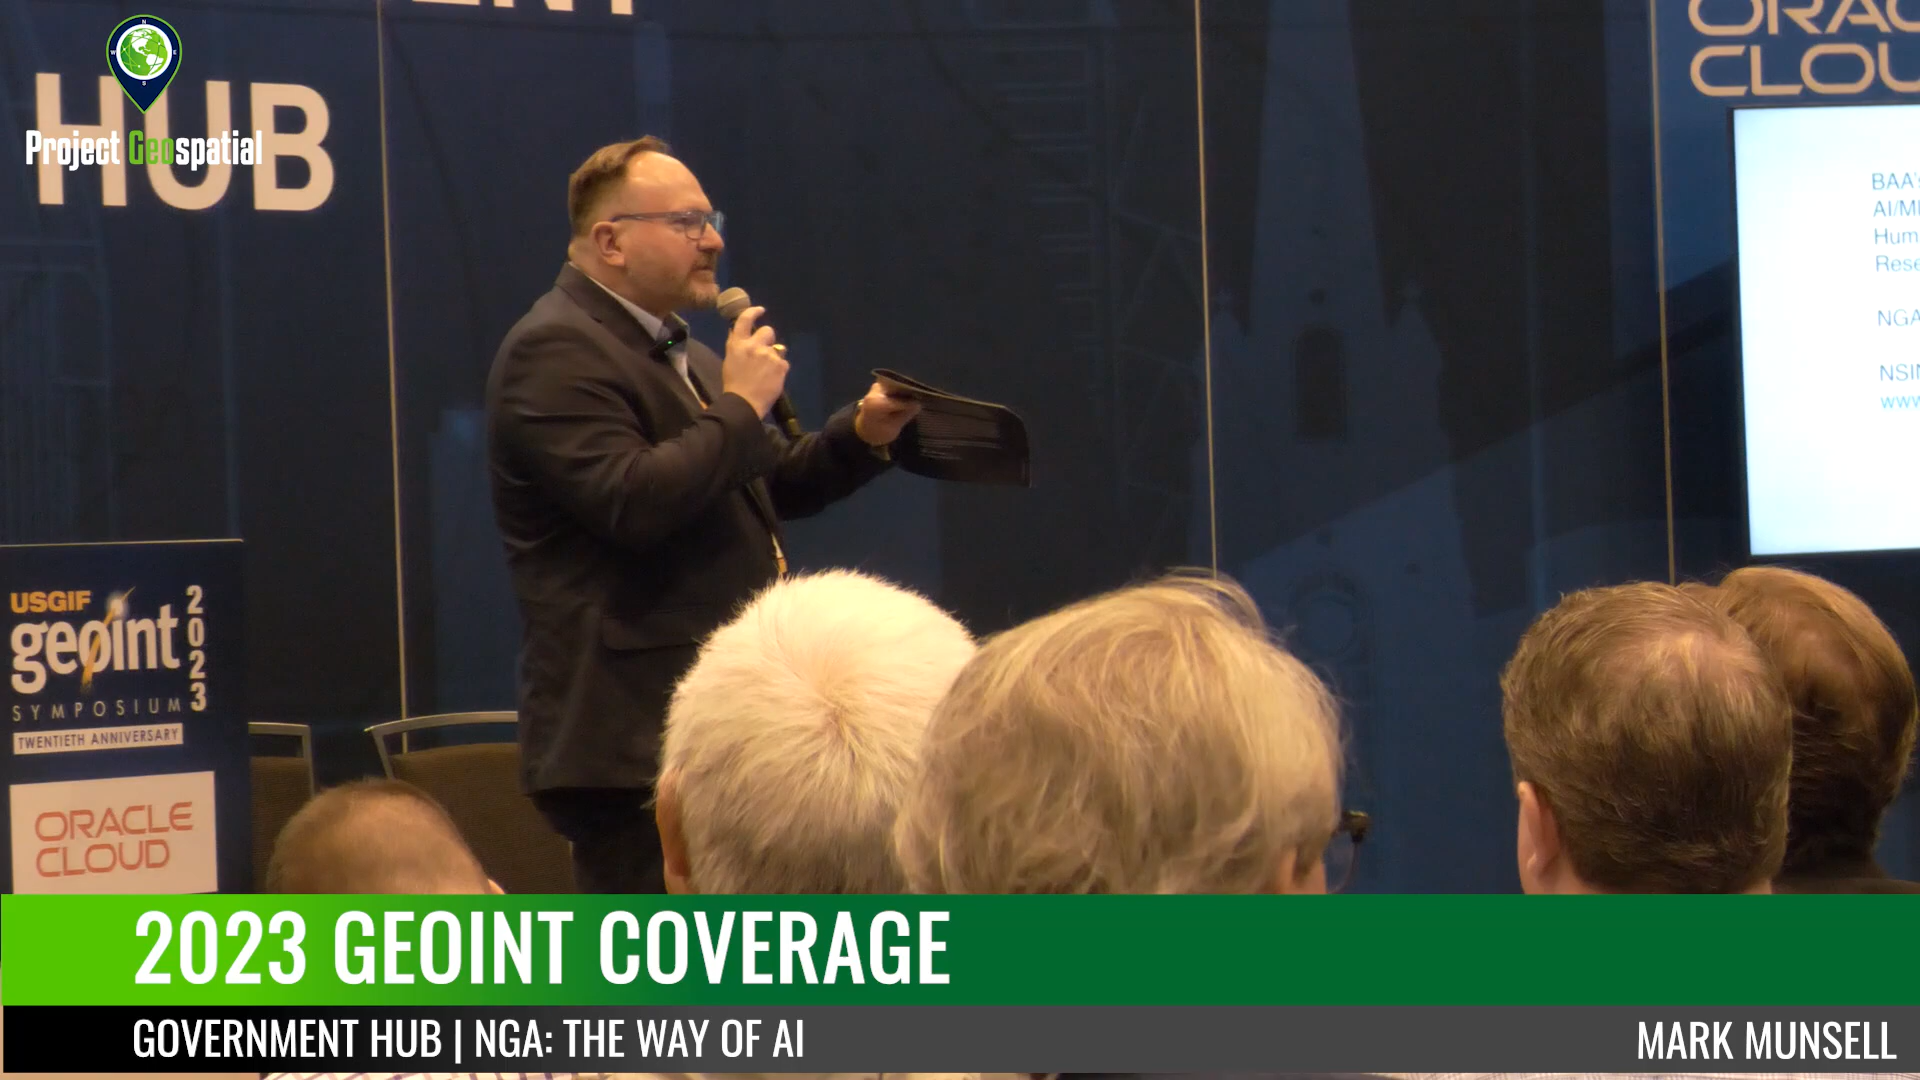 HUB
Project Geospatial
ORAC
CLOU
BAA's
AI/M
Hum
Rese
NGA
NSIN
www
USGIF
geoint
2023
SYMPOSIUM
TWENTIETH ANNIVERSARY
ORACLE
CLOUD
2023 GEOINT COVERAGE
GOVERNMENT HUB | NGA: THE WAY OF AI
MARK MUNSELL